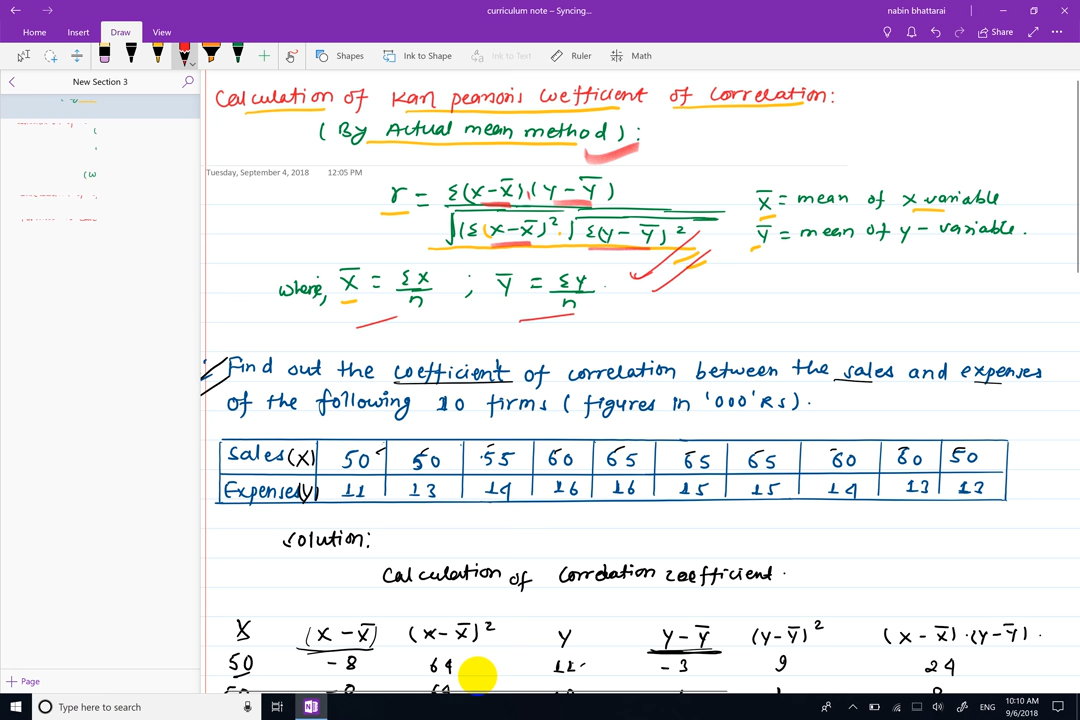 curriculum note - Syncing...
nabin bhattarai
Home Insert Draw View
Share
Shapes Ink to Shape Ink to Text Ruler Math
New Section 3
Calculation of Karl pearson's Coefficient of Correlation:
(By Actual mean method):
Tuesday, September 4, 2018 12:05 PM
r = Σ(X-X̄)(Y-Ȳ) / √(Σ(X-X̄)² √Σ(Y-Ȳ)²
X̄ = mean of x variable
Ȳ = mean of y-variable.
where, X̄ = ΣX/n ; Ȳ = ΣY/n
Find out the coefficient of correlation between the sales and expenses
of the following 10 firms (figures in '000' RS).
Sales(X) 50 50 55 60 65 65 65 60 60 50
Expenses(Y) 11 13 14 16 16 15 15 14 13 13
Solution:
Calculation of Correlation coefficient.
X (X-X̄) (X-X̄)² Y Y-Ȳ (Y-Ȳ)² (X-X̄).(Y-Ȳ).
50 -8 64 11 -3 9 24
+ Page
Type here to search
ENG
10:10 AM
9/6/2018